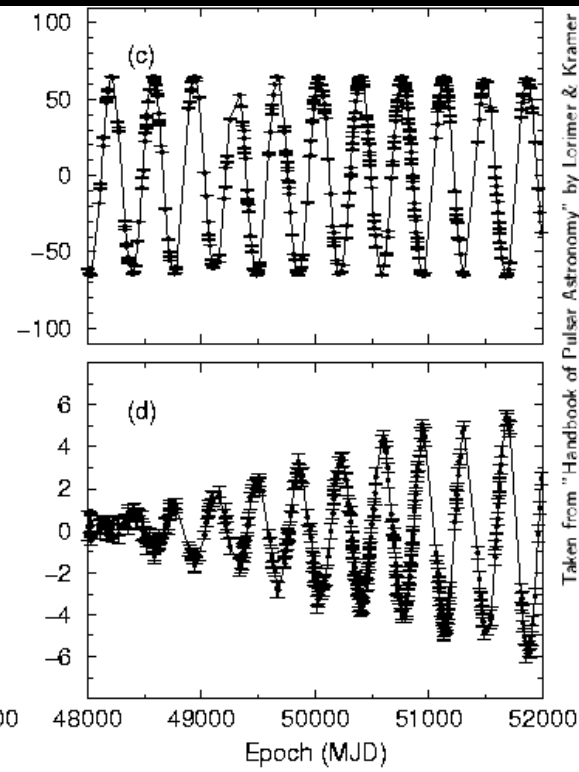 100
(c)
50
0
−50
−100
6
(d)
4
2
0
−2
−4
−6
00
48000 49000 50000 51000 52000
Epoch (MJD)
Taken from "Handbook of Pulsar Astronomy" by Lorimer & Kramer